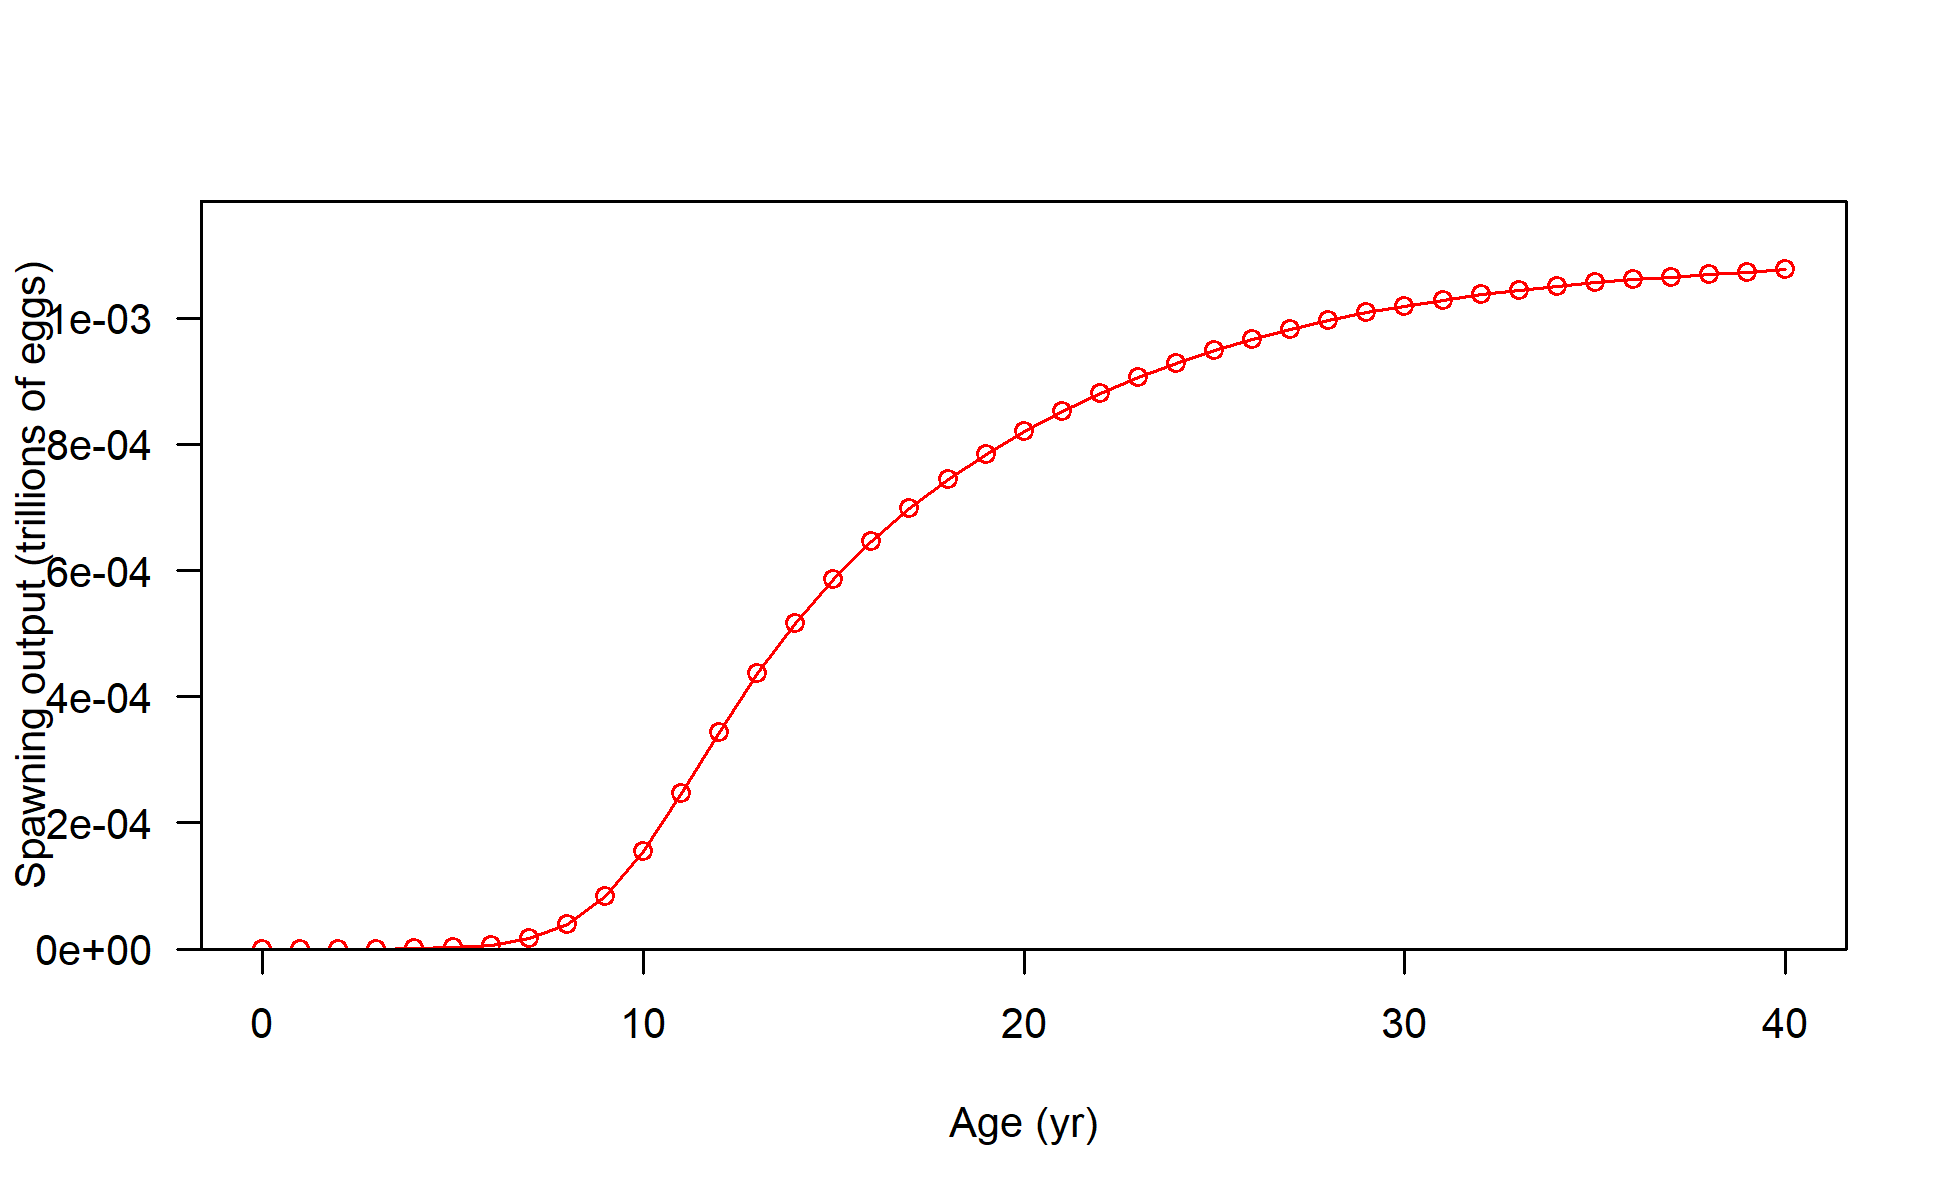 Spawning output (trillions of eggs)
1e-03
8e-04
6e-04
4e-04
2e-04
0e+00
0 10 20 30 40
Age (yr)